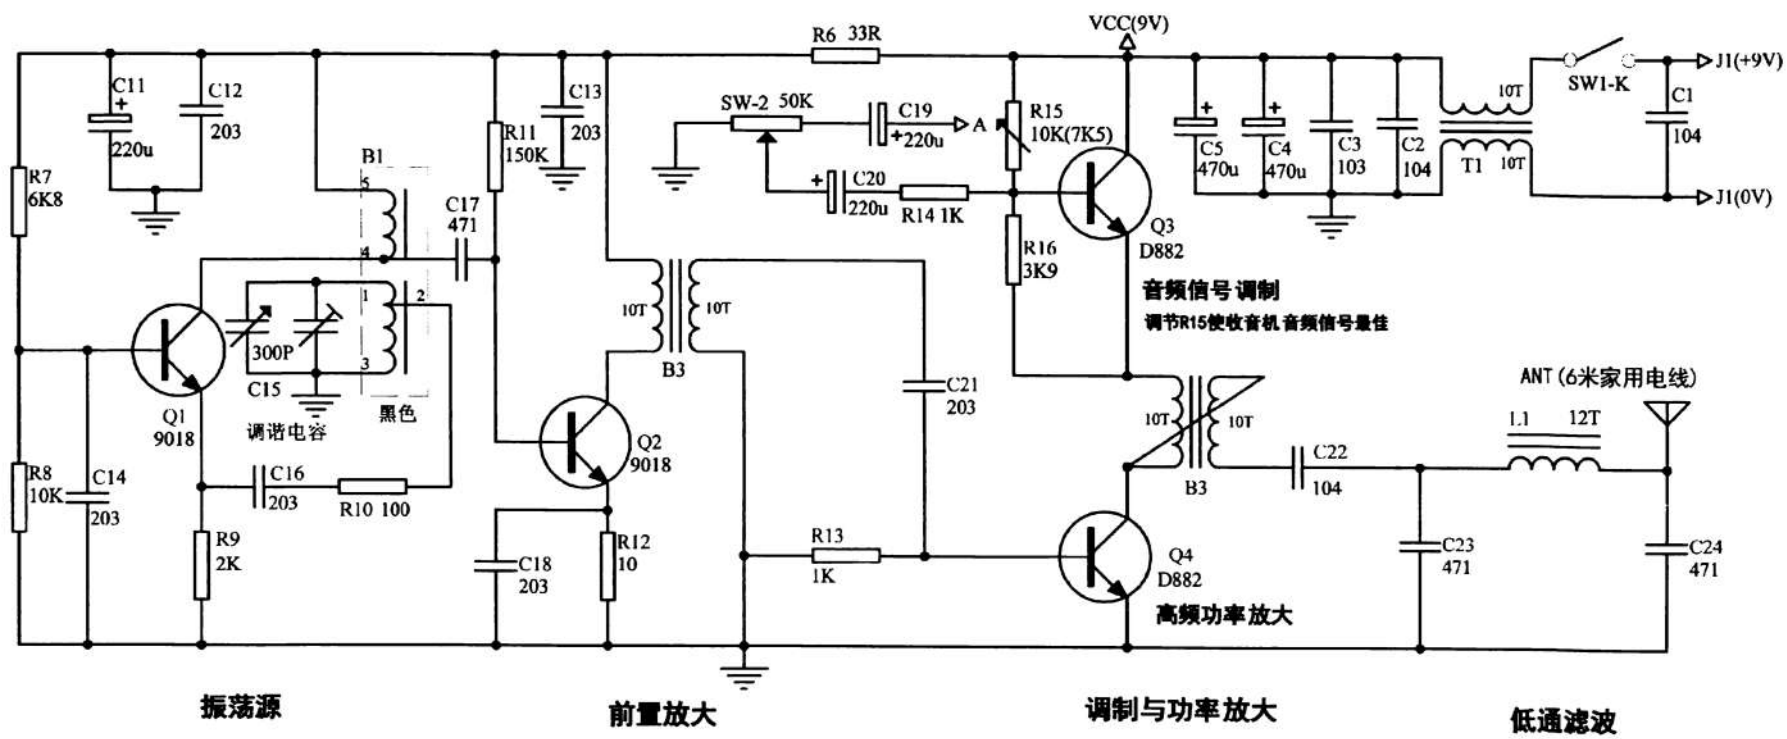 VCC(9V)
R6 33R
J1(+9V)
SW1-K
C11
+
220u
C12
203
C13
203
SW-2 50K
C19
+220u
A
R15
10K(7K5)
+
C5
470u
+
C4
470u
C3
103
C2
104
10T
T1
10T
C1
104
J1(0V)
R7
6K8
B1
5
4
1
2
3
C17
471
R11
150K
+
C20
220u
R14 1K
R16
3K9
Q3
D882
音频信号调制
调节R15使收音机音频信号最佳
300P
C15
调谐电容
黑色
Q1
9018
10T
10T
B3
C21
203
10T
10T
B3
ANT (6米家用电线)
L1 12T
R8
10K
C14
203
C16
203
R10 100
R9
2K
Q2
9018
C18
203
R12
10
R13
1K
Q4
D882
高频功率放大
C22
104
C23
471
C24
471
振荡源
前置放大
调制与功率放大
低通滤波